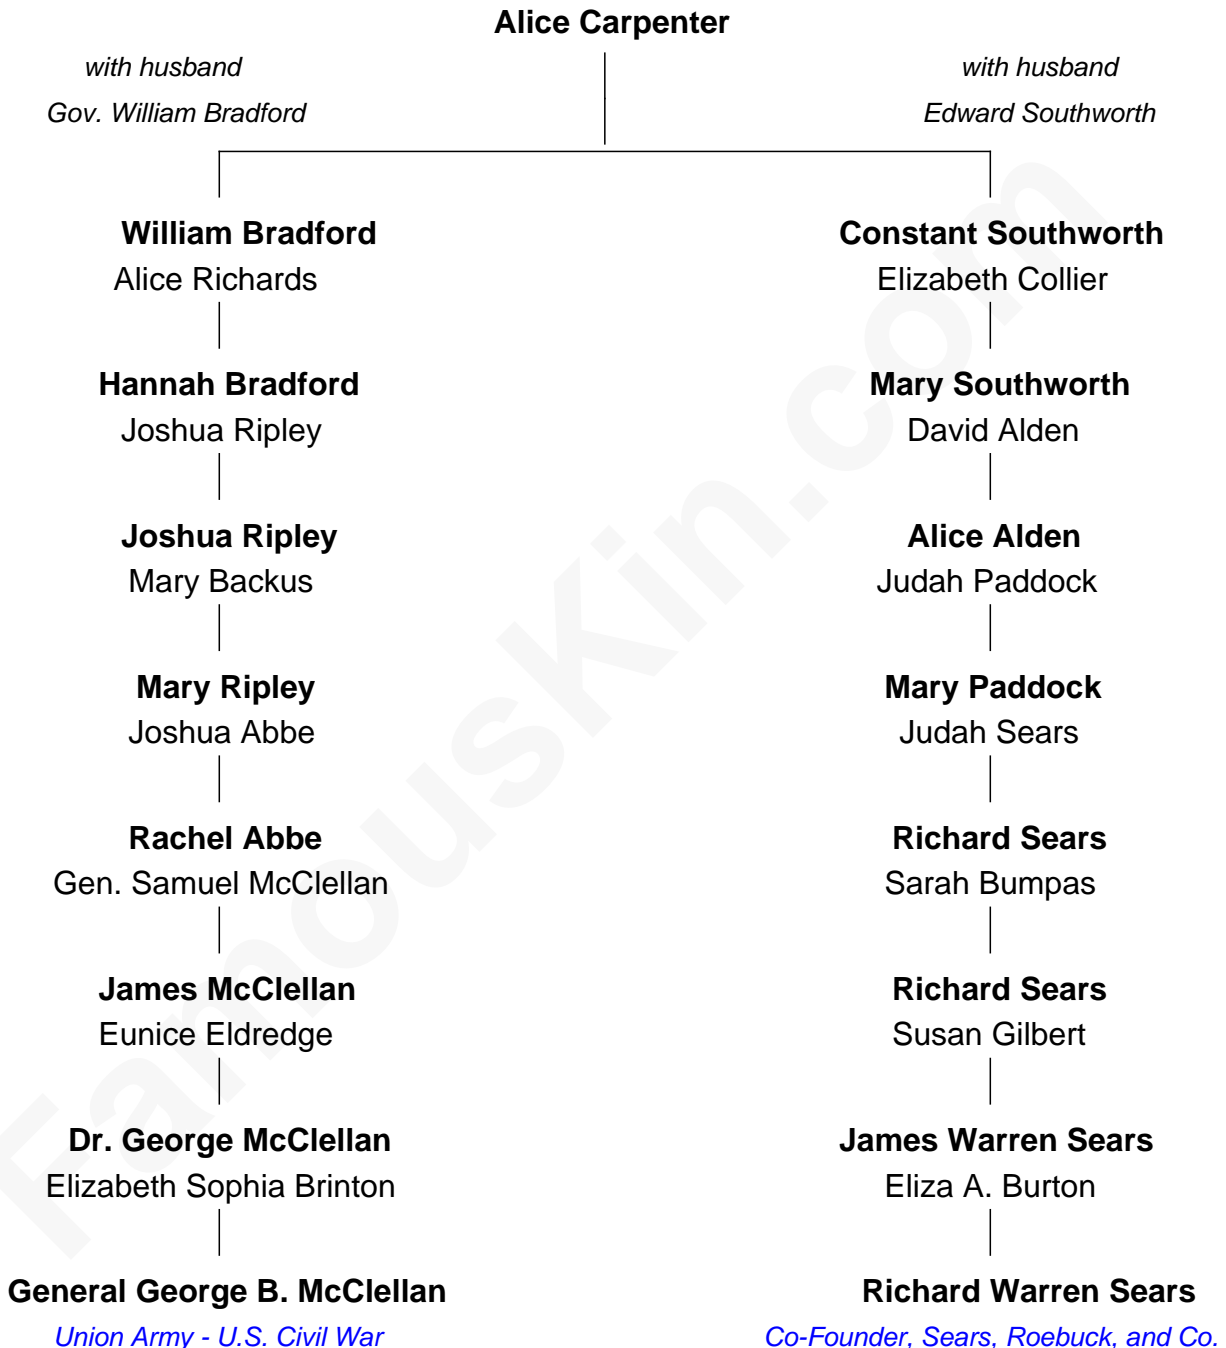 Alice Carpenter
with husband
Gov. William Bradford
with husband
Edward Southworth
William Bradford
Alice Richards
Constant Southworth
Elizabeth Collier
Hannah Bradford
Joshua Ripley
Mary Southworth
David Alden
Joshua Ripley
Mary Backus
Alice Alden
Judah Paddock
Mary Ripley
Joshua Abbe
Mary Paddock
Judah Sears
Rachel Abbe
Gen. Samuel McClellan
Richard Sears
Sarah Bumpas
James McClellan
Eunice Eldredge
Richard Sears
Susan Gilbert
Dr. George McClellan
Elizabeth Sophia Brinton
James Warren Sears
Eliza A. Burton
General George B. McClellan
Union Army - U.S. Civil War
Richard Warren Sears
Co-Founder, Sears, Roebuck, and Co.
FamousKin.com